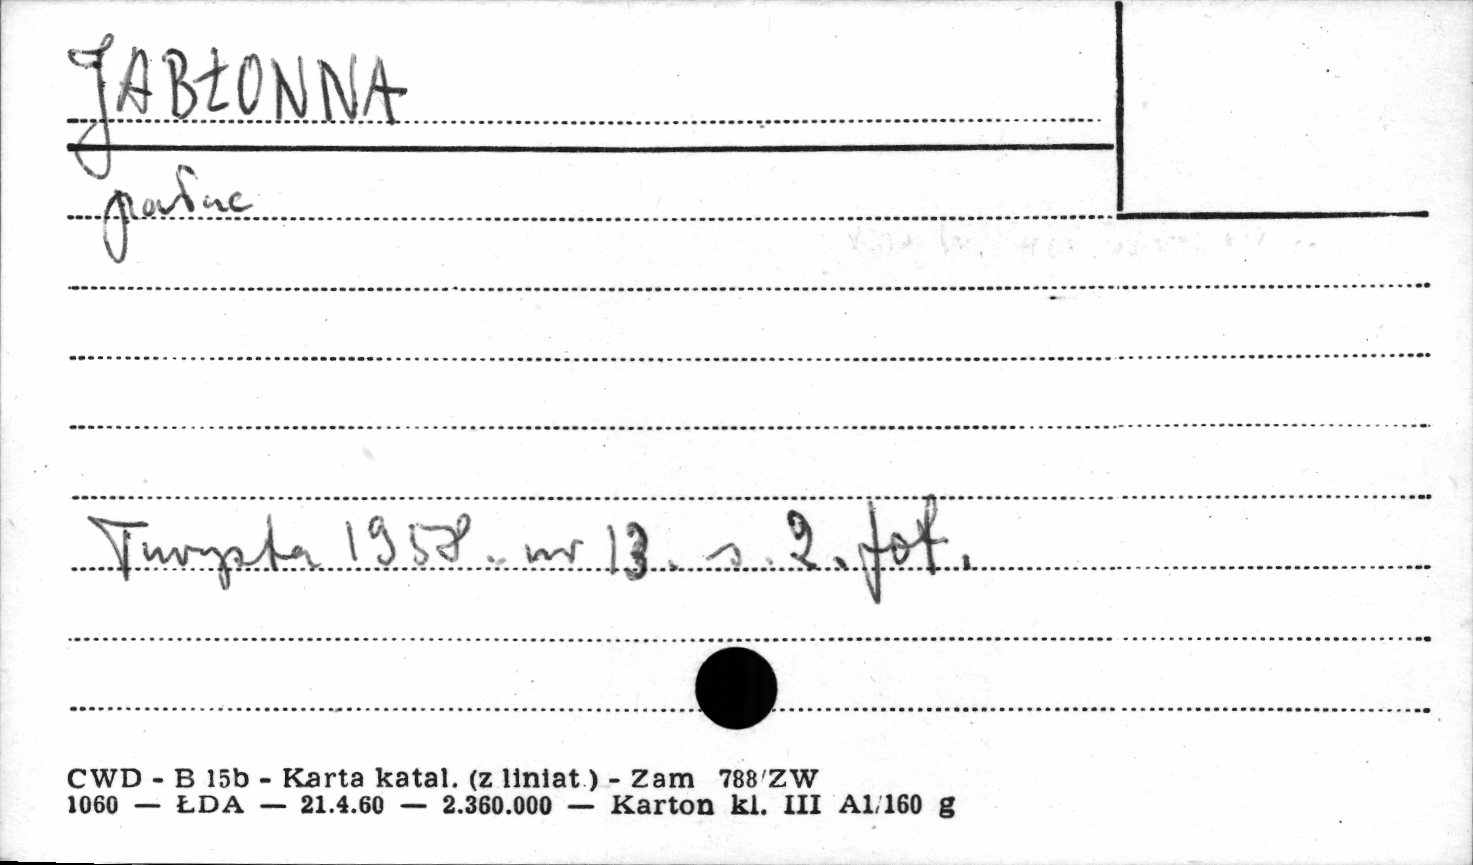 JABŁONNA
pałac
Turysta 1958. nr 13. s. 2. fot.
CWD - B 15b - Karta katal. (z liniat.) - Zam 788/ZW
1060 — ŁDA — 21.4.60 — 2.360.000 — Karton kl. III A1/160 g